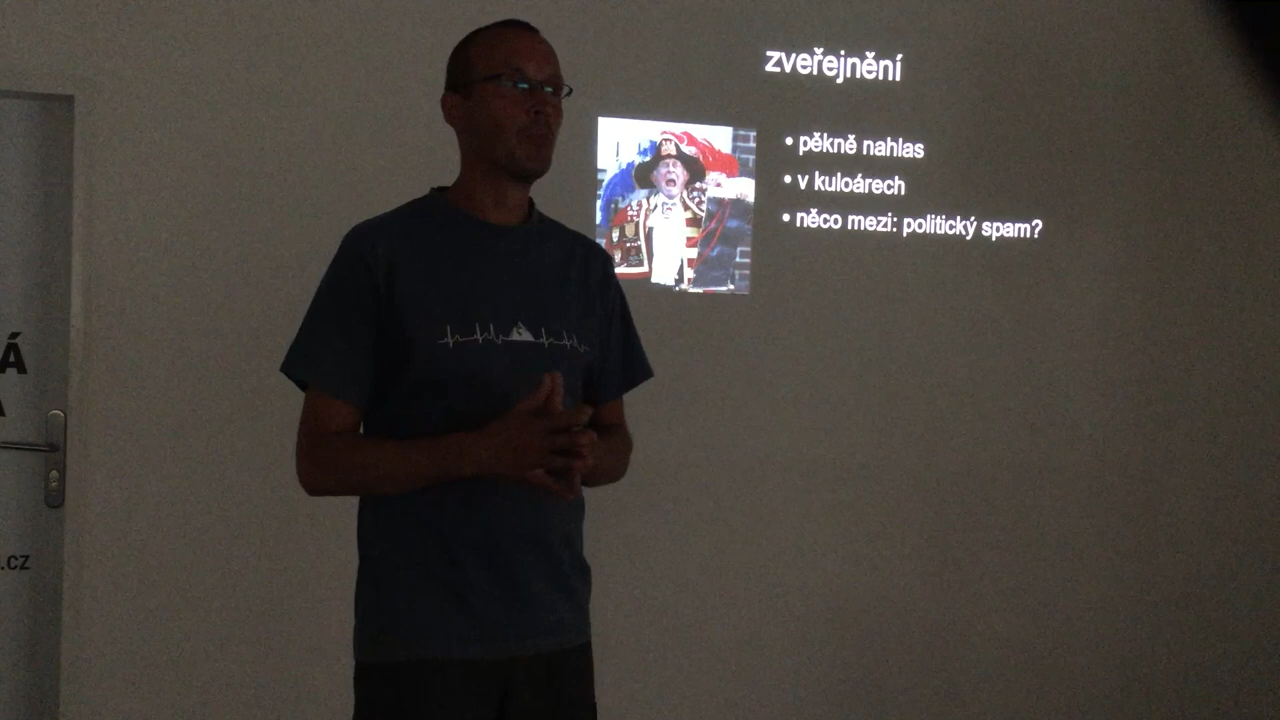 zveřejnění
• pěkně nahlas
• v kuloárech
• něco mezi: politický spam?
Á
.cz